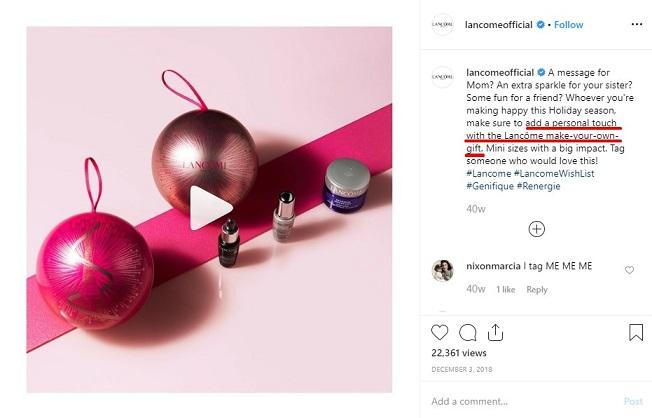 LANCÔME
LANCÔME
lancomeofficial • Follow
LANCÔME
lancomeofficial A message for
Mom? An extra sparkle for your sister?
Some fun for a friend? Whoever you're
making happy this Holiday season,
make sure to add a personal touch
with the Lancôme make-your-own-
gift. Mini sizes with a big impact. Tag
someone who would love this!
#Lancome #LancomeWishList
#Genifique #Renergie
40w
nixonmarcia I tag ME ME ME
40w 1 like Reply
22,361 views
DECEMBER 3, 2018
Add a comment... Post